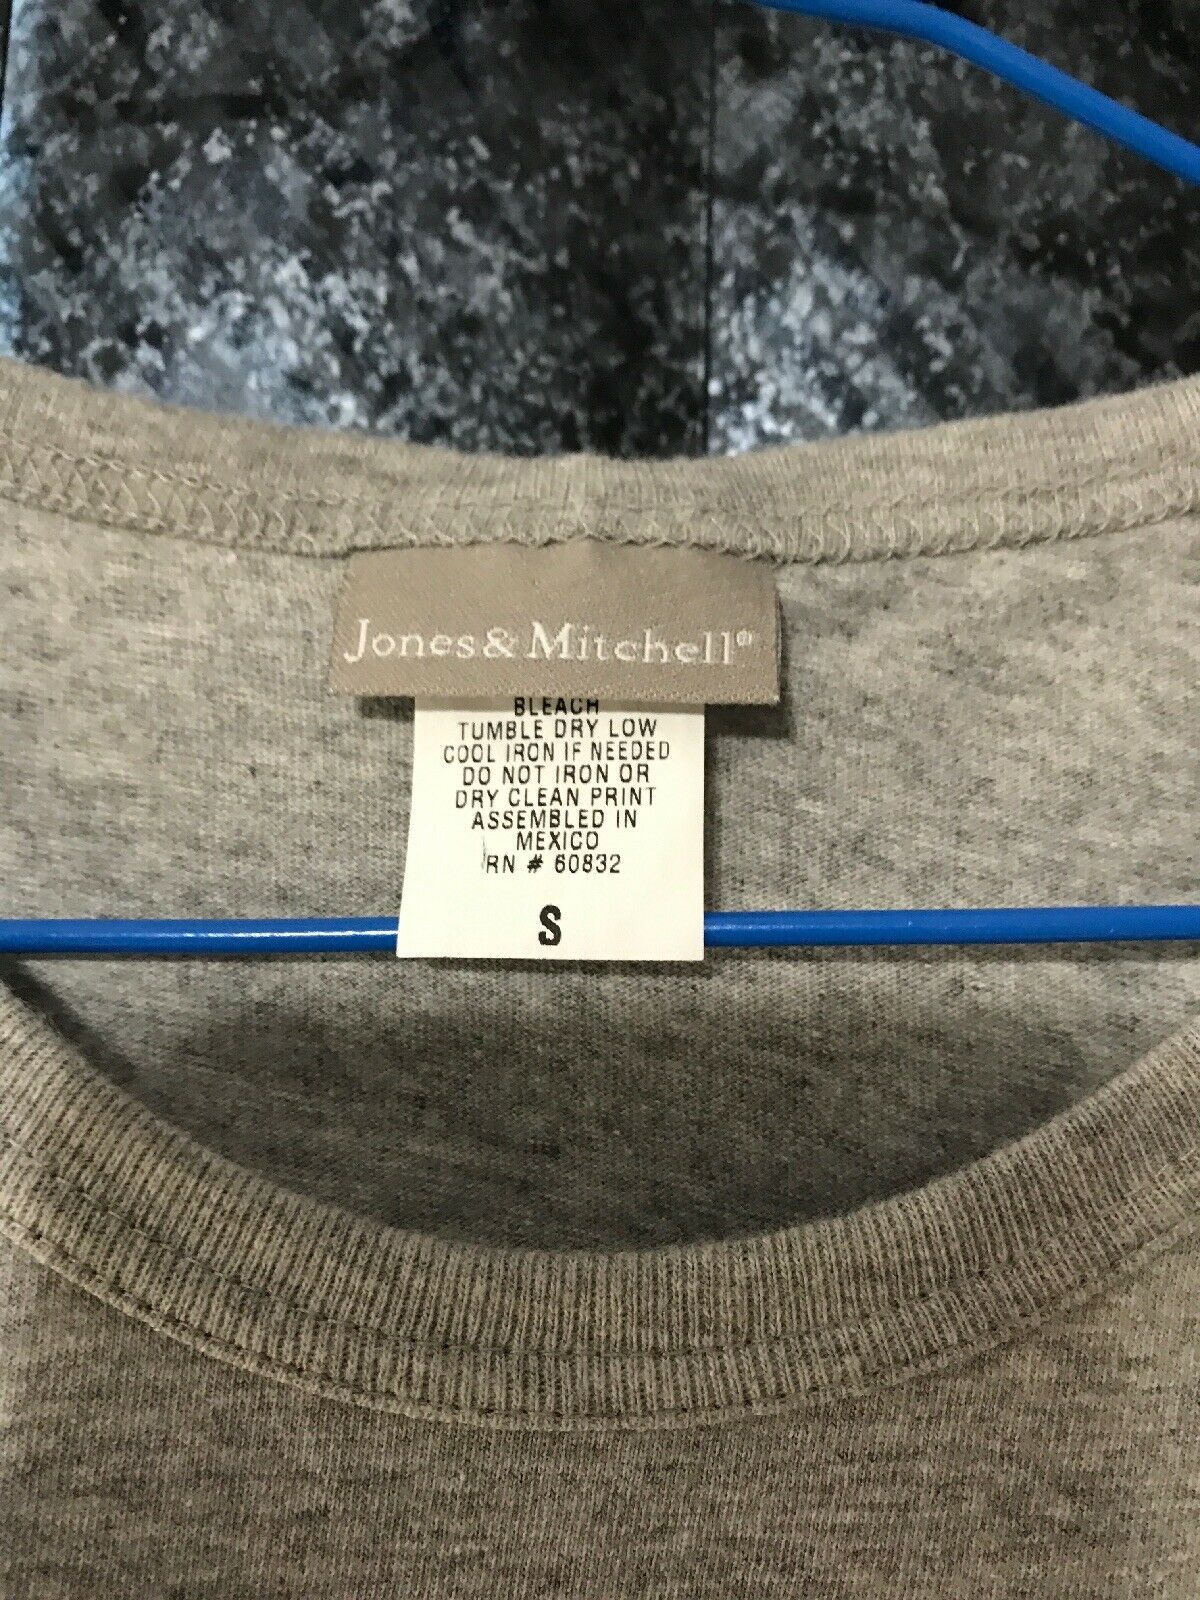 Jones & Mitchell®
BLEACH
TUMBLE DRY LOW
COOL IRON IF NEEDED
DO NOT IRON OR
DRY CLEAN PRINT
ASSEMBLED IN
MEXICO
RN # 60832
S